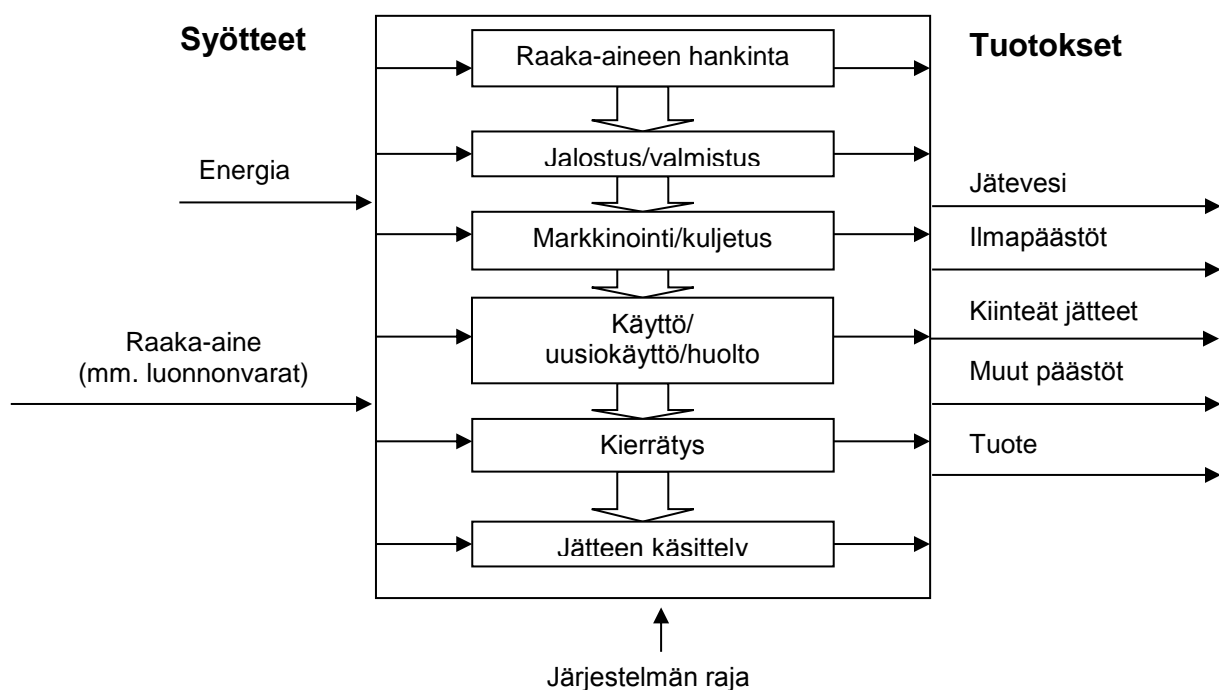 Syötteet
Tuotokset
Raaka-aineen hankinta
Jalostus/valmistus
Energia
Jätevesi
Markkinointi/kuljetus
Ilmapäästöt
Käyttö/
uusiokäyttö/huolto
Kiinteät jätteet
Raaka-aine
(mm. luonnonvarat)
Muut päästöt
Kierrätys
Tuote
Jätteen käsittely
Järjestelmän raja